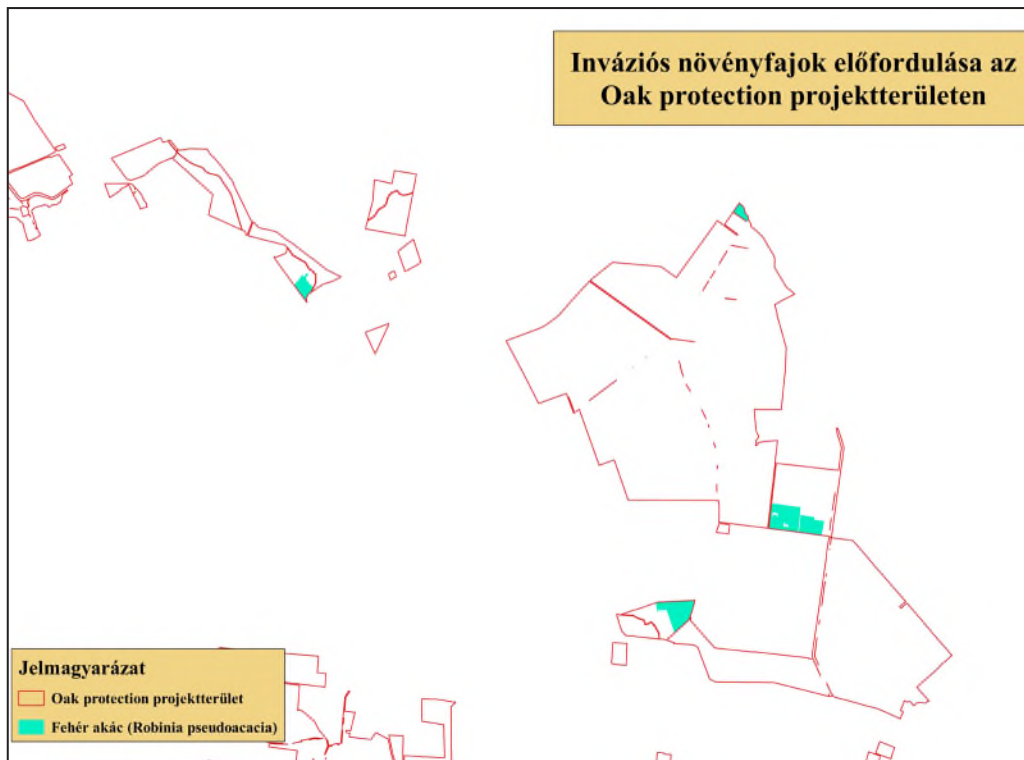 Inváziós növényfajok előfordulása az
Oak protection projektterületen
Jelmagyarázat
Oak protection projektterület
Fehér akác (Robinia pseudoacacia)